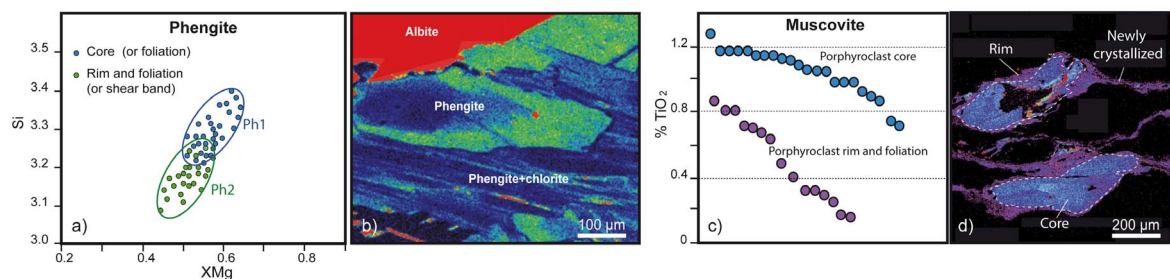 Phengite
Core (or foliation)
Rim and foliation
(or shear band)
Ph1
Ph2
Si
3.5
3.4
3.3
3.2
3.1
3.0
0.2
0.4
0.6
0.8
XMg
a)
Albite
Phengite
Phengite+chlorite
b)
100 µm
Muscovite
Porphyroclast core
Porphyroclast rim and foliation
% TiO₂
1.2
0.8
0.4
0
c)
d)
Rim
Newly
crystallized
Core
200 µm